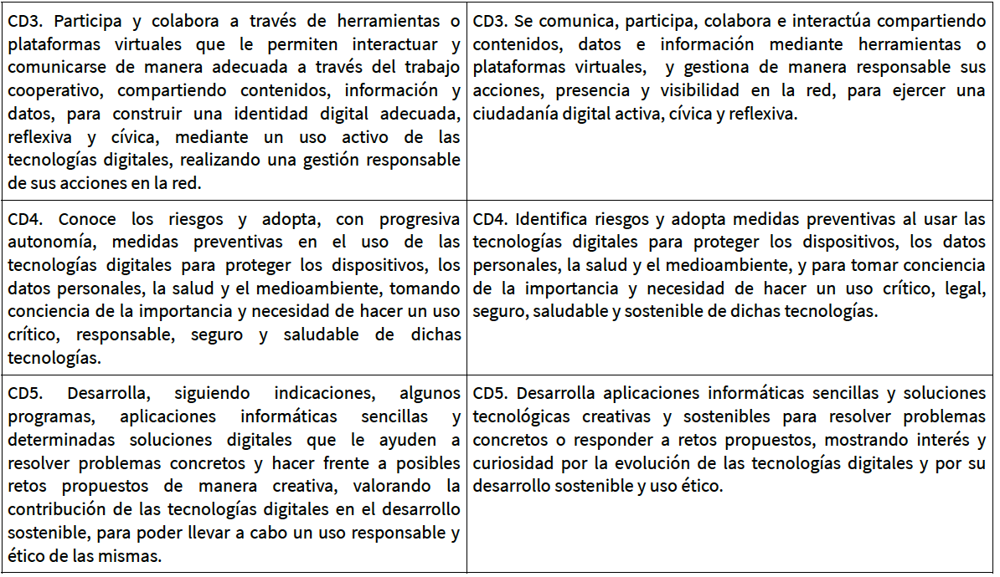 CD3. Participa y colabora a través de herramientas o
plataformas virtuales que le permiten interactuar y
comunicarse de manera adecuada a través del trabajo
cooperativo, compartiendo contenidos, información y
datos, para construir una identidad digital adecuada,
reflexiva y cívica, mediante un uso activo de las
tecnologías digitales, realizando una gestión responsable
de sus acciones en la red.
CD3. Se comunica, participa, colabora e interactúa compartiendo
contenidos, datos e información mediante herramientas o
plataformas virtuales, y gestiona de manera responsable sus
acciones, presencia y visibilidad en la red, para ejercer una
ciudadanía digital activa, cívica y reflexiva.
CD4. Conoce los riesgos y adopta, con progresiva
autonomía, medidas preventivas en el uso de las
tecnologías digitales para proteger los dispositivos, los
datos personales, la salud y el medioambiente, tomando
conciencia de la importancia y necesidad de hacer un uso
crítico, responsable, seguro y saludable de dichas
tecnologías.
CD4. Identifica riesgos y adopta medidas preventivas al usar las
tecnologías digitales para proteger los dispositivos, los datos
personales, la salud y el medioambiente, y para tomar conciencia
de la importancia y necesidad de hacer un uso crítico, legal,
seguro, saludable y sostenible de dichas tecnologías.
CD5. Desarrolla, siguiendo indicaciones, algunos
programas, aplicaciones informáticas sencillas y
determinadas soluciones digitales que le ayuden a
resolver problemas concretos y hacer frente a posibles
retos propuestos de manera creativa, valorando la
contribución de las tecnologías digitales en el desarrollo
sostenible, para poder llevar a cabo un uso responsable y
ético de las mismas.
CD5. Desarrolla aplicaciones informáticas sencillas y soluciones
tecnológicas creativas y sostenibles para resolver problemas
concretos o responder a retos propuestos, mostrando interés y
curiosidad por la evolución de las tecnologías digitales y por su
desarrollo sostenible y uso ético.